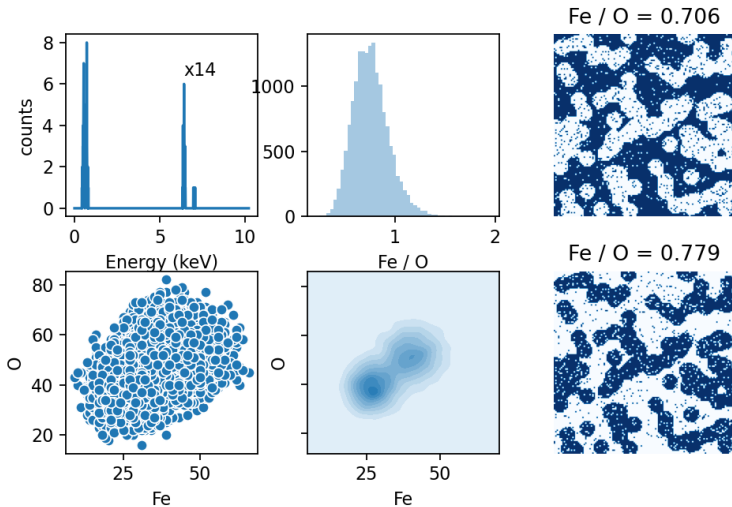 8
6
4
2
0
counts
x14
0
5
10
Energy (keV)
1000
500
0
1
2
Fe / O
Fe / O = 0.706
80
60
40
20
O
25
50
Fe
O
25
50
Fe
Fe / O = 0.779